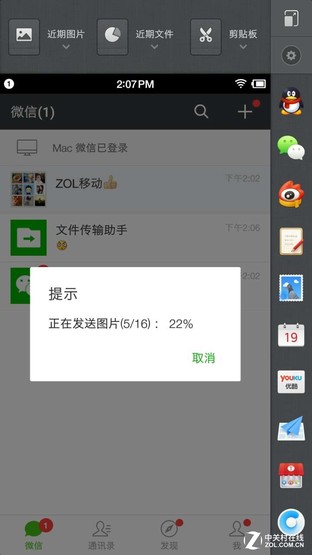 近期图片
近期文件
剪贴板
1
2:07PM
微信(1)
Mac 微信已登录
ZOL移动👍
下午2:02
文件传输助手
下午2:06
2:02
提示
正在发送图片(5/16)： 22%
取消
微信
1
通讯录
发现
我
19
YOUKU
优酷
中关村在线
ZOL.COM.CN